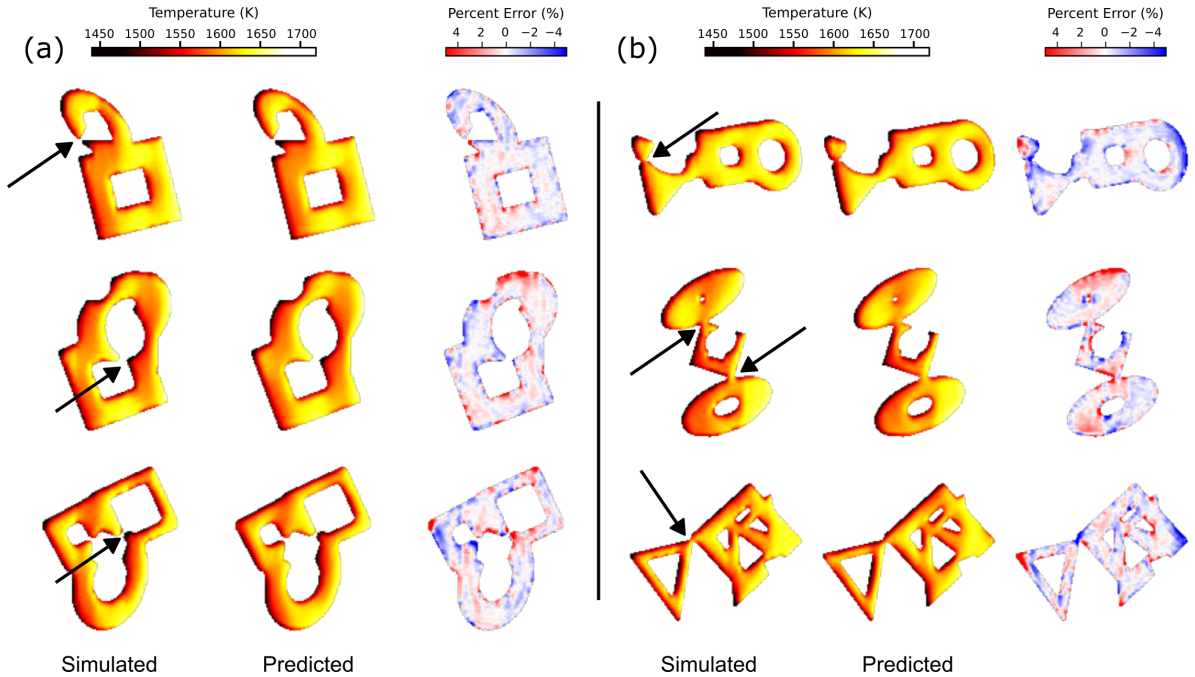 (a)
Temperature (K)
1450 1500 1550 1600 1650 1700
Percent Error (%)
4 2 0 −2 −4
(b)
Temperature (K)
1450 1500 1550 1600 1650 1700
Percent Error (%)
4 2 0 −2 −4
Simulated
Predicted
Simulated
Predicted